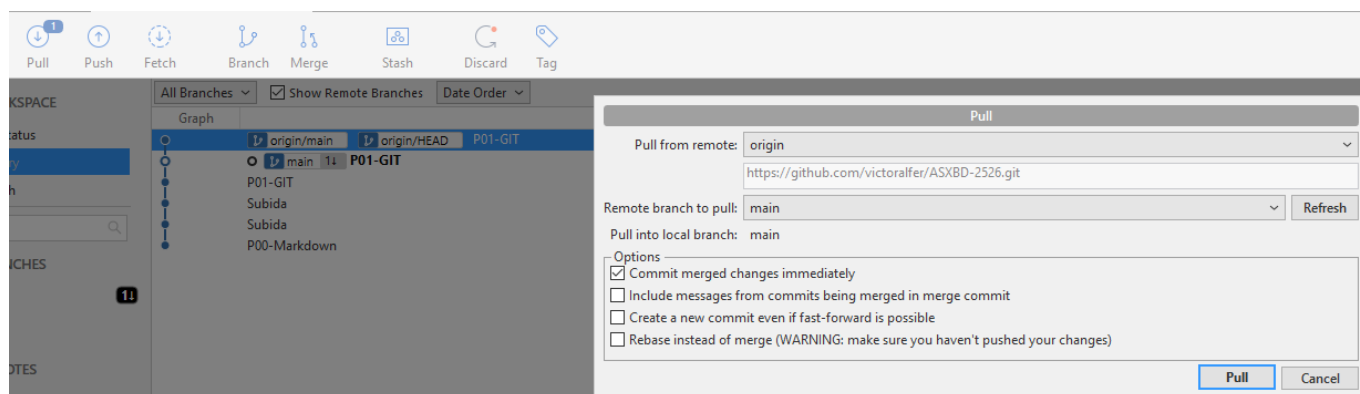 1
Pull Push Fetch Branch Merge Stash Discard Tag
KSPACE
tatus
ry
h
NCHES
1↓
OTES
All Branches Show Remote Branches Date Order
Graph
origin/main origin/HEAD P01-GIT
main 1↓ P01-GIT
P01-GIT
Subida
Subida
P00-Markdown
Pull
Pull from remote: origin
https://github.com/victoralfer/ASXBD-2526.git
Remote branch to pull: main Refresh
Pull into local branch: main
Options
Commit merged changes immediately
Include messages from commits being merged in merge commit
Create a new commit even if fast-forward is possible
Rebase instead of merge (WARNING: make sure you haven't pushed your changes)
Pull Cancel